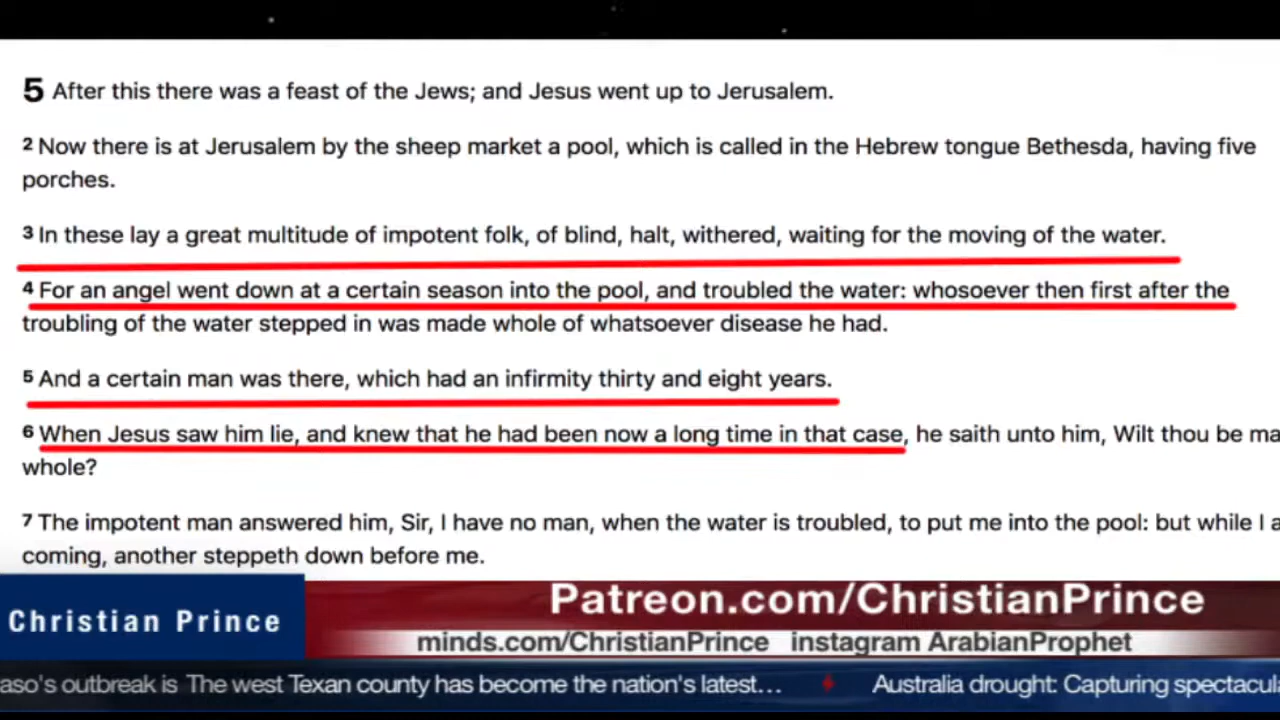 5 After this there was a feast of the Jews; and Jesus went up to Jerusalem.
2 Now there is at Jerusalem by the sheep market a pool, which is called in the Hebrew tongue Bethesda, having five
porches.
3 In these lay a great multitude of impotent folk, of blind, halt, withered, waiting for the moving of the water.
4 For an angel went down at a certain season into the pool, and troubled the water: whosoever then first after the
troubling of the water stepped in was made whole of whatsoever disease he had.
5 And a certain man was there, which had an infirmity thirty and eight years.
6 When Jesus saw him lie, and knew that he had been now a long time in that case, he saith unto him, Wilt thou be ma
whole?
7 The impotent man answered him, Sir, I have no man, when the water is troubled, to put me into the pool: but while I a
coming, another steppeth down before me.
Christian Prince
Patreon.com/ChristianPrince
minds.com/ChristianPrince instagram ArabianProphet
aso's outbreak is The west Texan county has become the nation's latest... Australia drought: Capturing spectacul